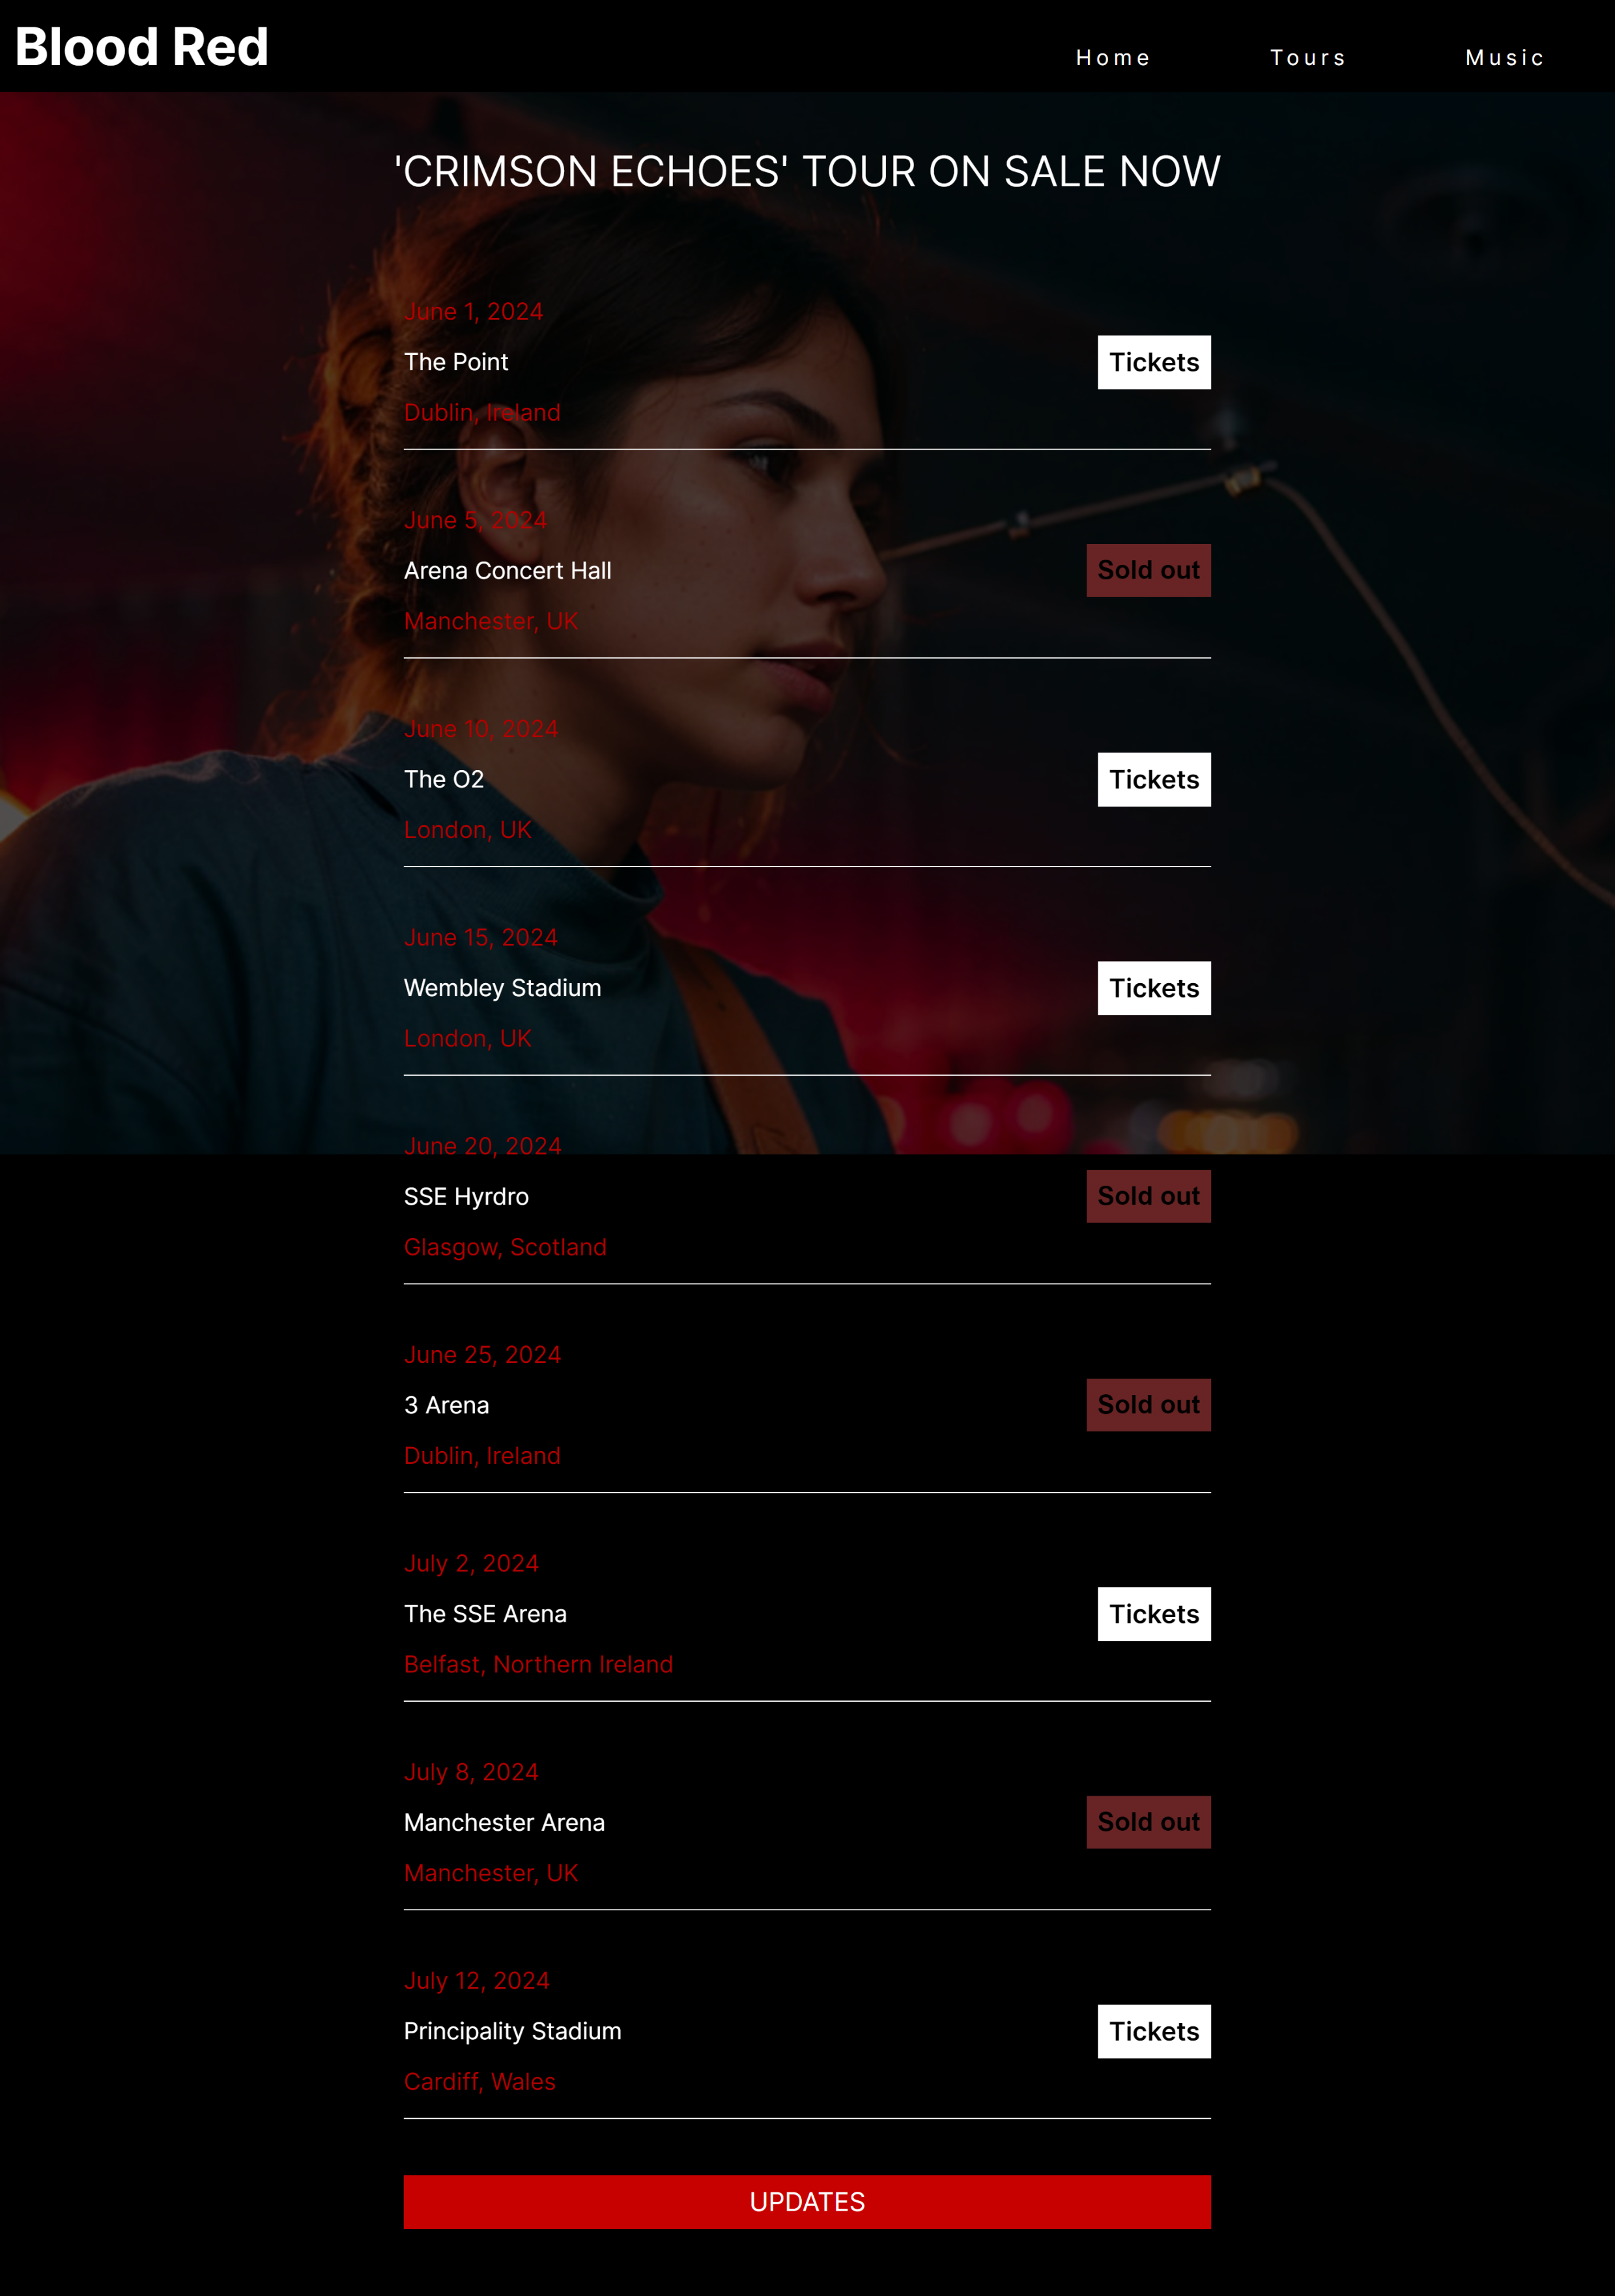 Blood Red
Home Tours Music
'CRIMSON ECHOES' TOUR ON SALE NOW
June 1, 2024
The Point
Tickets
Dublin, Ireland
June 5, 2024
Arena Concert Hall
Sold out
Manchester, UK
June 10, 2024
The O2
Tickets
London, UK
June 15, 2024
Wembley Stadium
Tickets
London, UK
June 20, 2024
SSE Hyrdro
Sold out
Glasgow, Scotland
June 25, 2024
3 Arena
Sold out
Dublin, Ireland
July 2, 2024
The SSE Arena
Tickets
Belfast, Northern Ireland
July 8, 2024
Manchester Arena
Sold out
Manchester, UK
July 12, 2024
Principality Stadium
Tickets
Cardiff, Wales
UPDATES